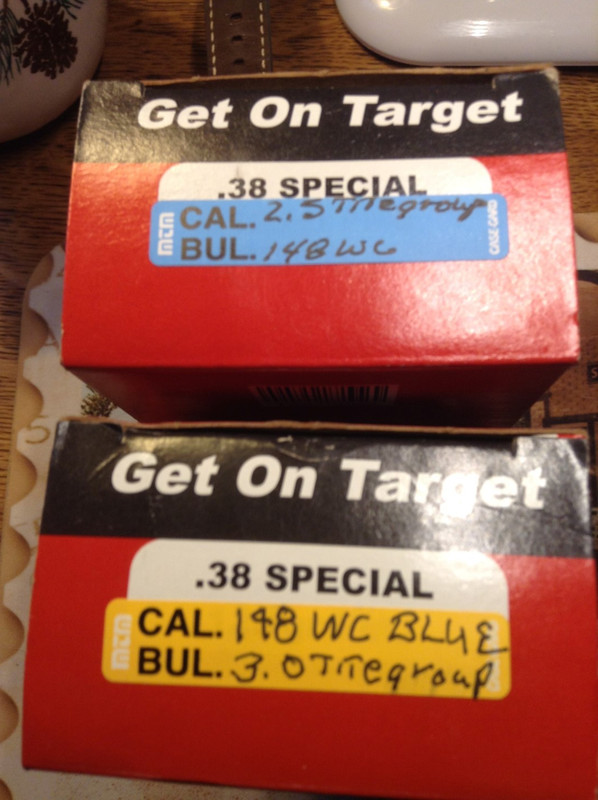 Get On Target
.38 SPECIAL
MTM CAL. 2.5 TiTegroup CASE-GARD
BUL. 148 WC
Get On Target
.38 SPECIAL
MTM CAL. 148 WC BLUE
BUL. 3.0 TiTegroup